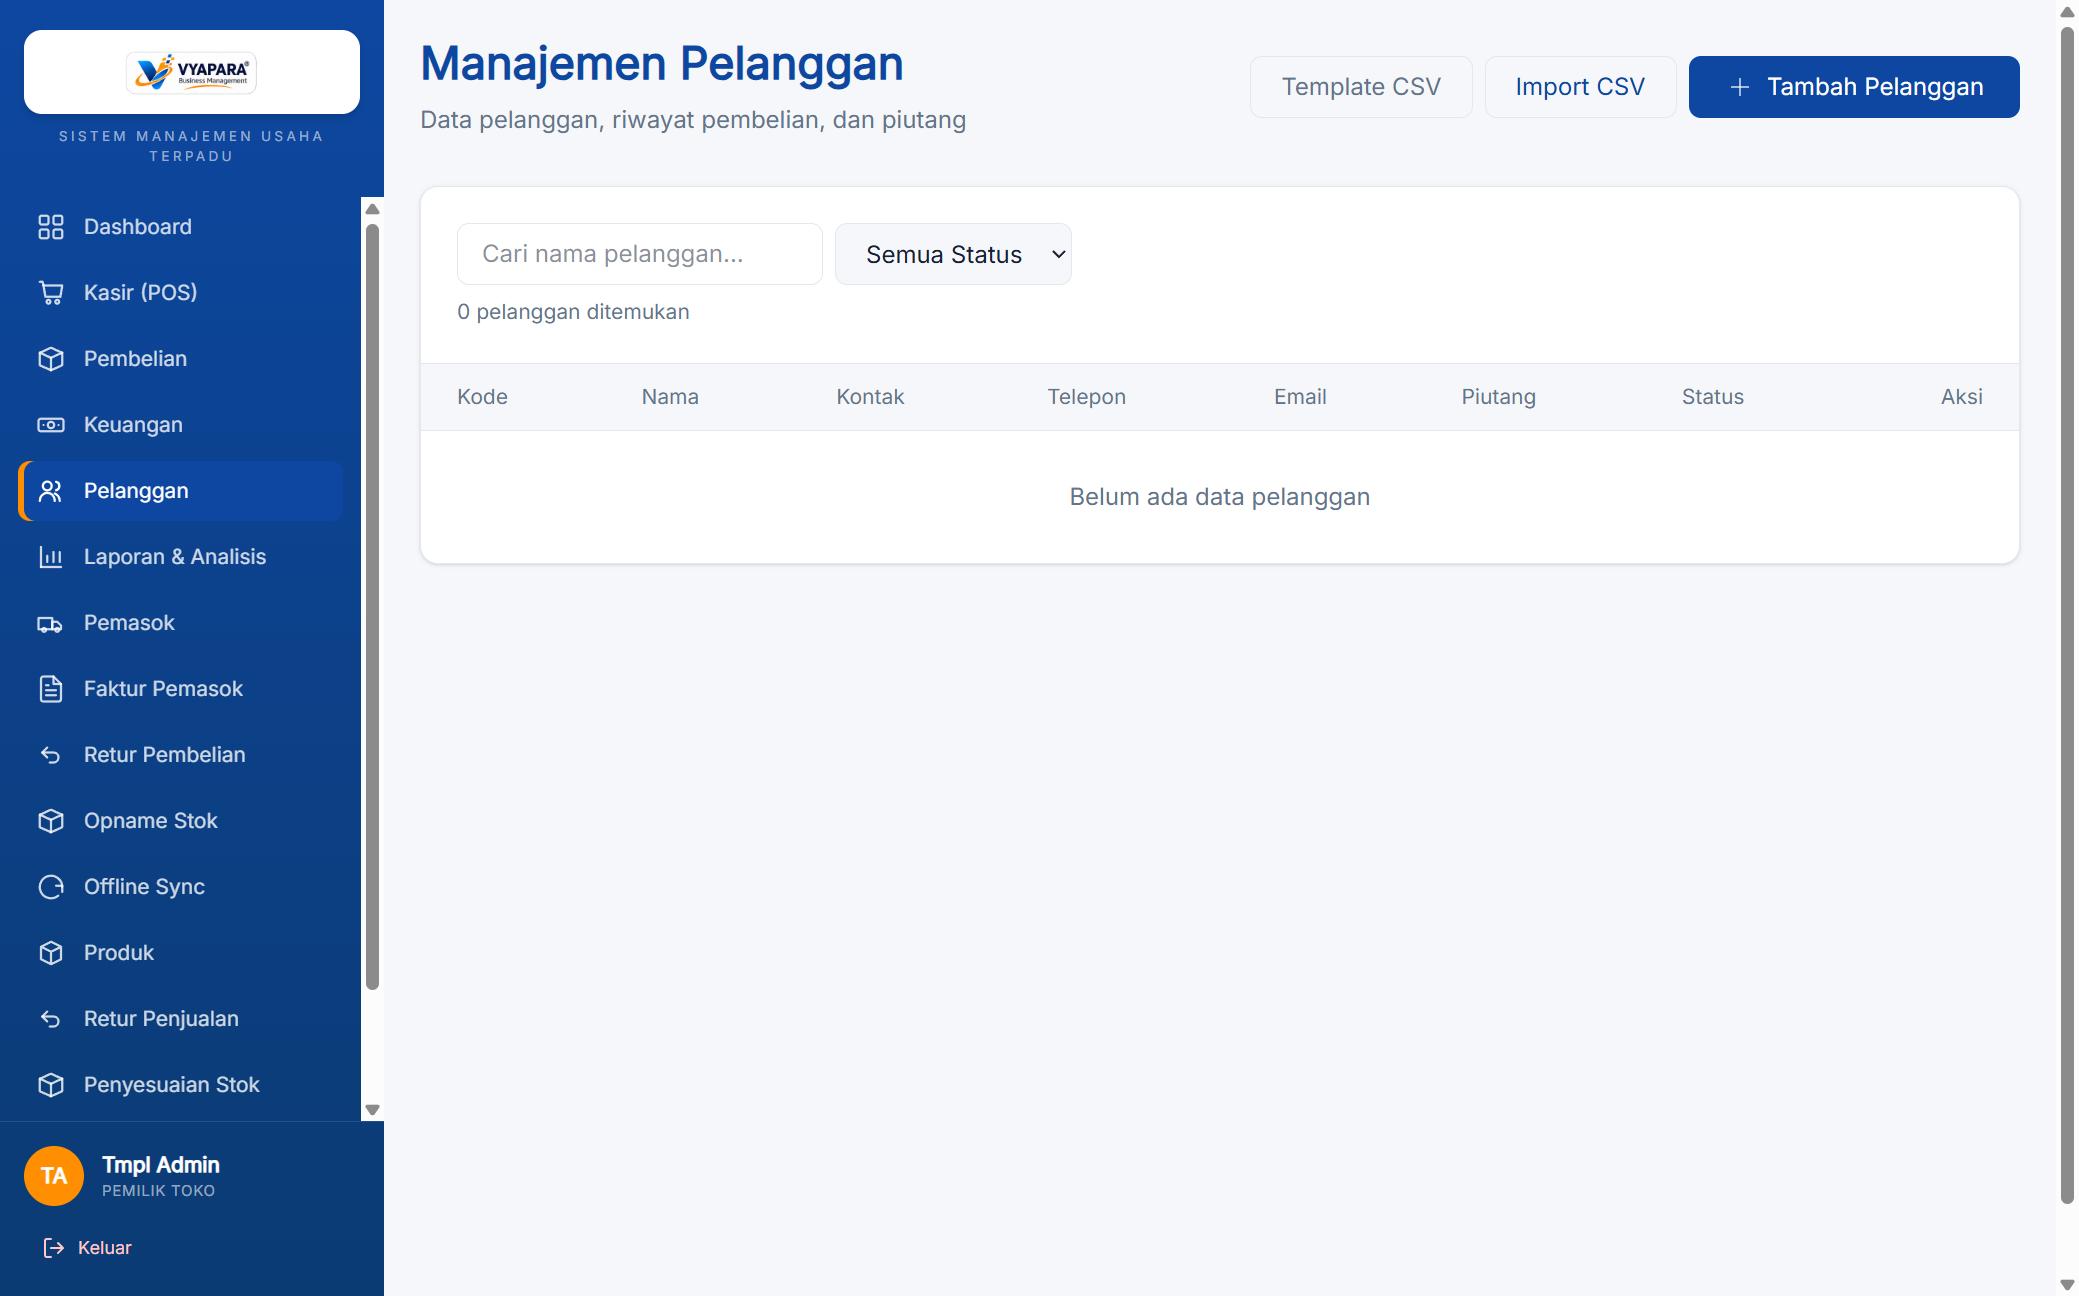 VYAPARA®
Business Management
SISTEM MANAJEMEN USAHA
TERPADU
Dashboard
Kasir (POS)
Pembelian
Keuangan
Pelanggan
Laporan & Analisis
Pemasok
Faktur Pemasok
Retur Pembelian
Opname Stok
Offline Sync
Produk
Retur Penjualan
Penyesuaian Stok
TA
Tmpl Admin
PEMILIK TOKO
Keluar
Manajemen Pelanggan
Data pelanggan, riwayat pembelian, dan piutang
Template CSV
Import CSV
Tambah Pelanggan
Cari nama pelanggan...
Semua Status
0 pelanggan ditemukan
Kode Nama Kontak Telepon Email Piutang Status Aksi
Belum ada data pelanggan